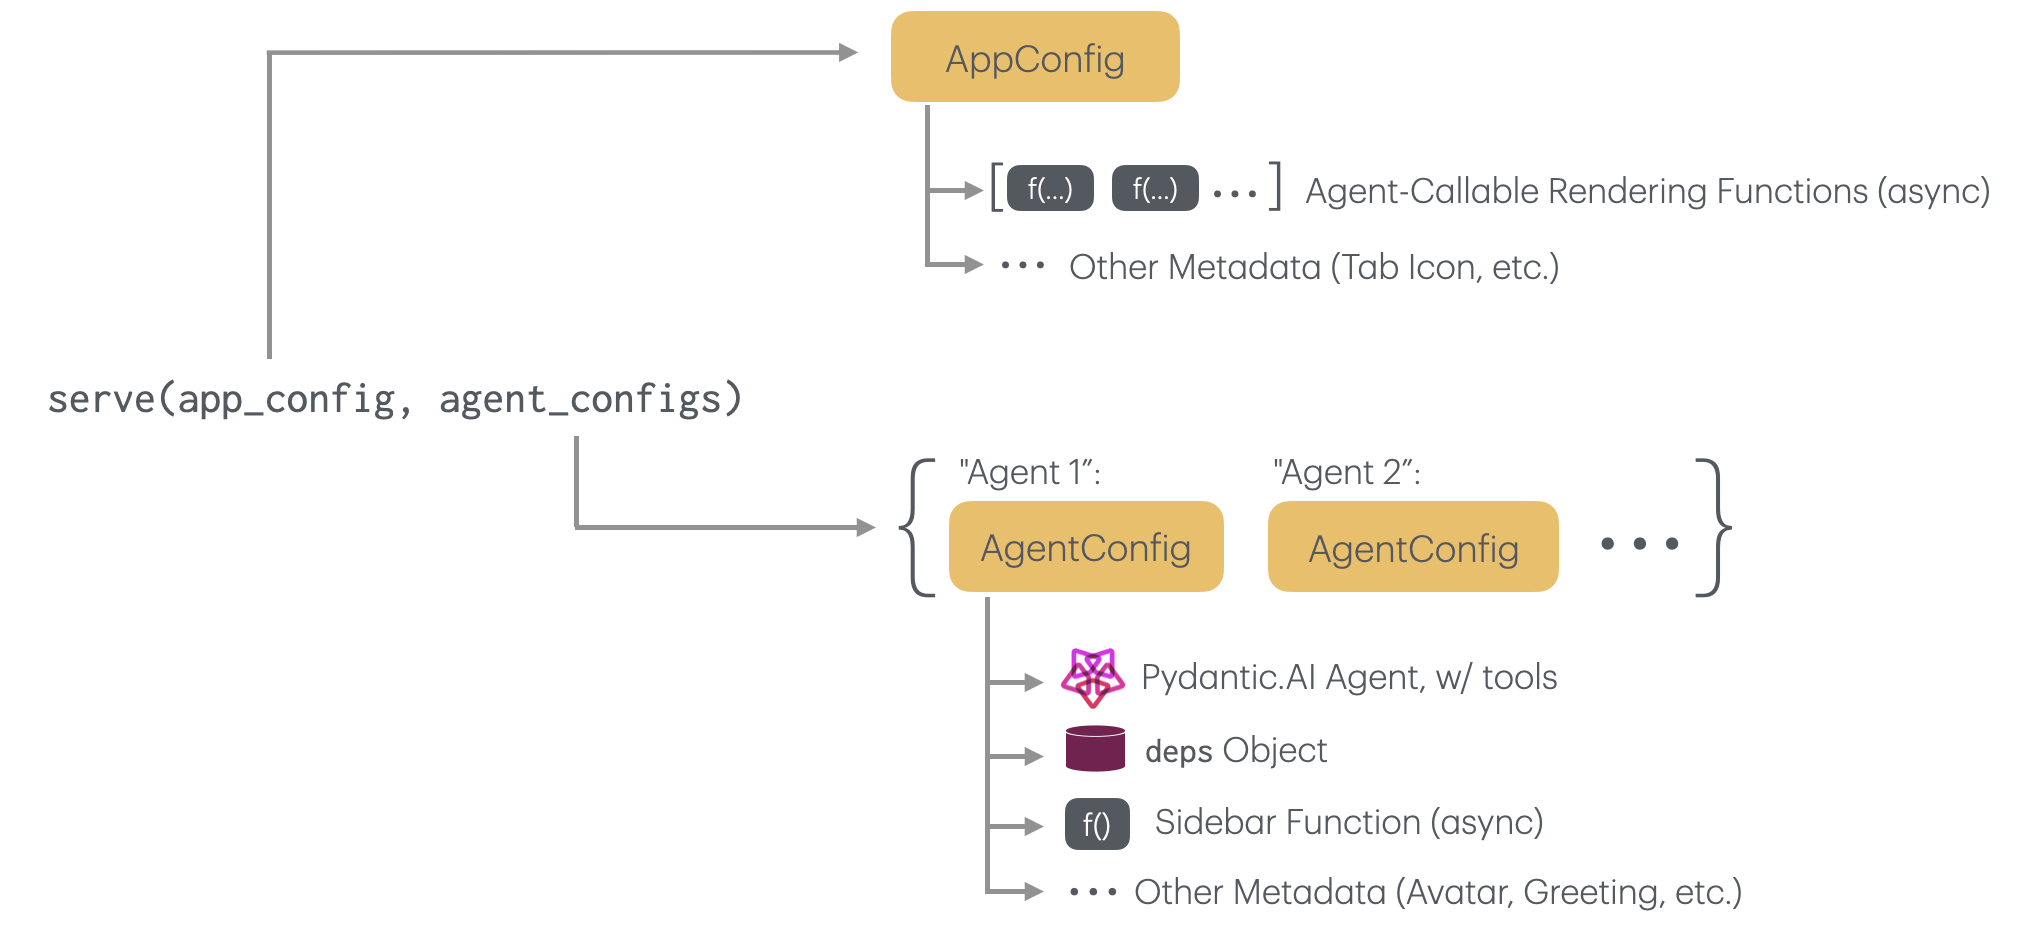 AppConfig
[ f(...) f(...) ... ] Agent-Callable Rendering Functions (async)
... Other Metadata (Tab Icon, etc.)
serve(app_config, agent_configs)
{ "Agent 1”: "Agent 2”:
AgentConfig AgentConfig ... }
Pydantic.AI Agent, w/ tools
deps Object
f() Sidebar Function (async)
... Other Metadata (Avatar, Greeting, etc.)